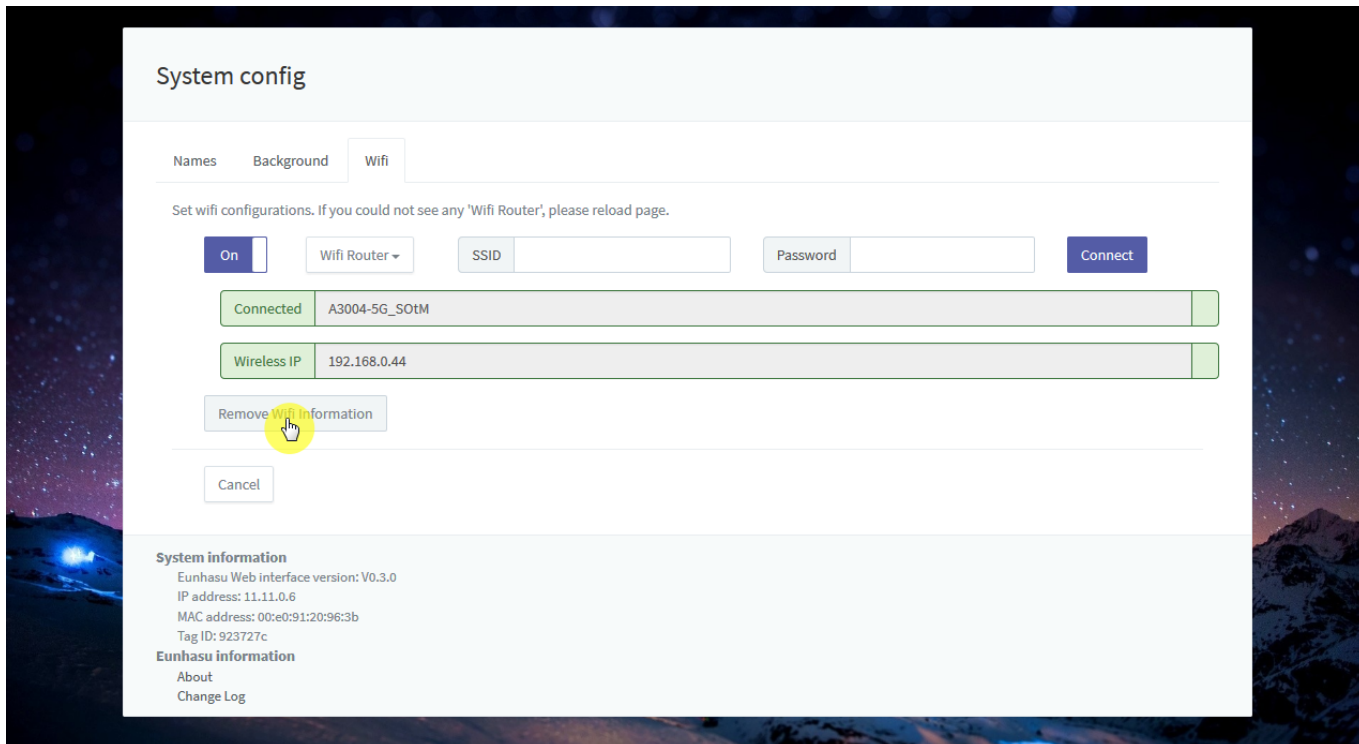 System config
Names Background Wifi
Set wifi configurations. If you could not see any 'Wifi Router', please reload page.
On Wifi Router SSID Password Connect
Connected A3004-5G_SOtM
Wireless IP 192.168.0.44
Remove Wifi Information
Cancel
System information
Eunhasu Web interface version: V0.3.0
IP address: 11.11.0.6
MAC address: 00:e0:91:20:96:3b
Tag ID: 923727c
Eunhasu information
About
Change Log